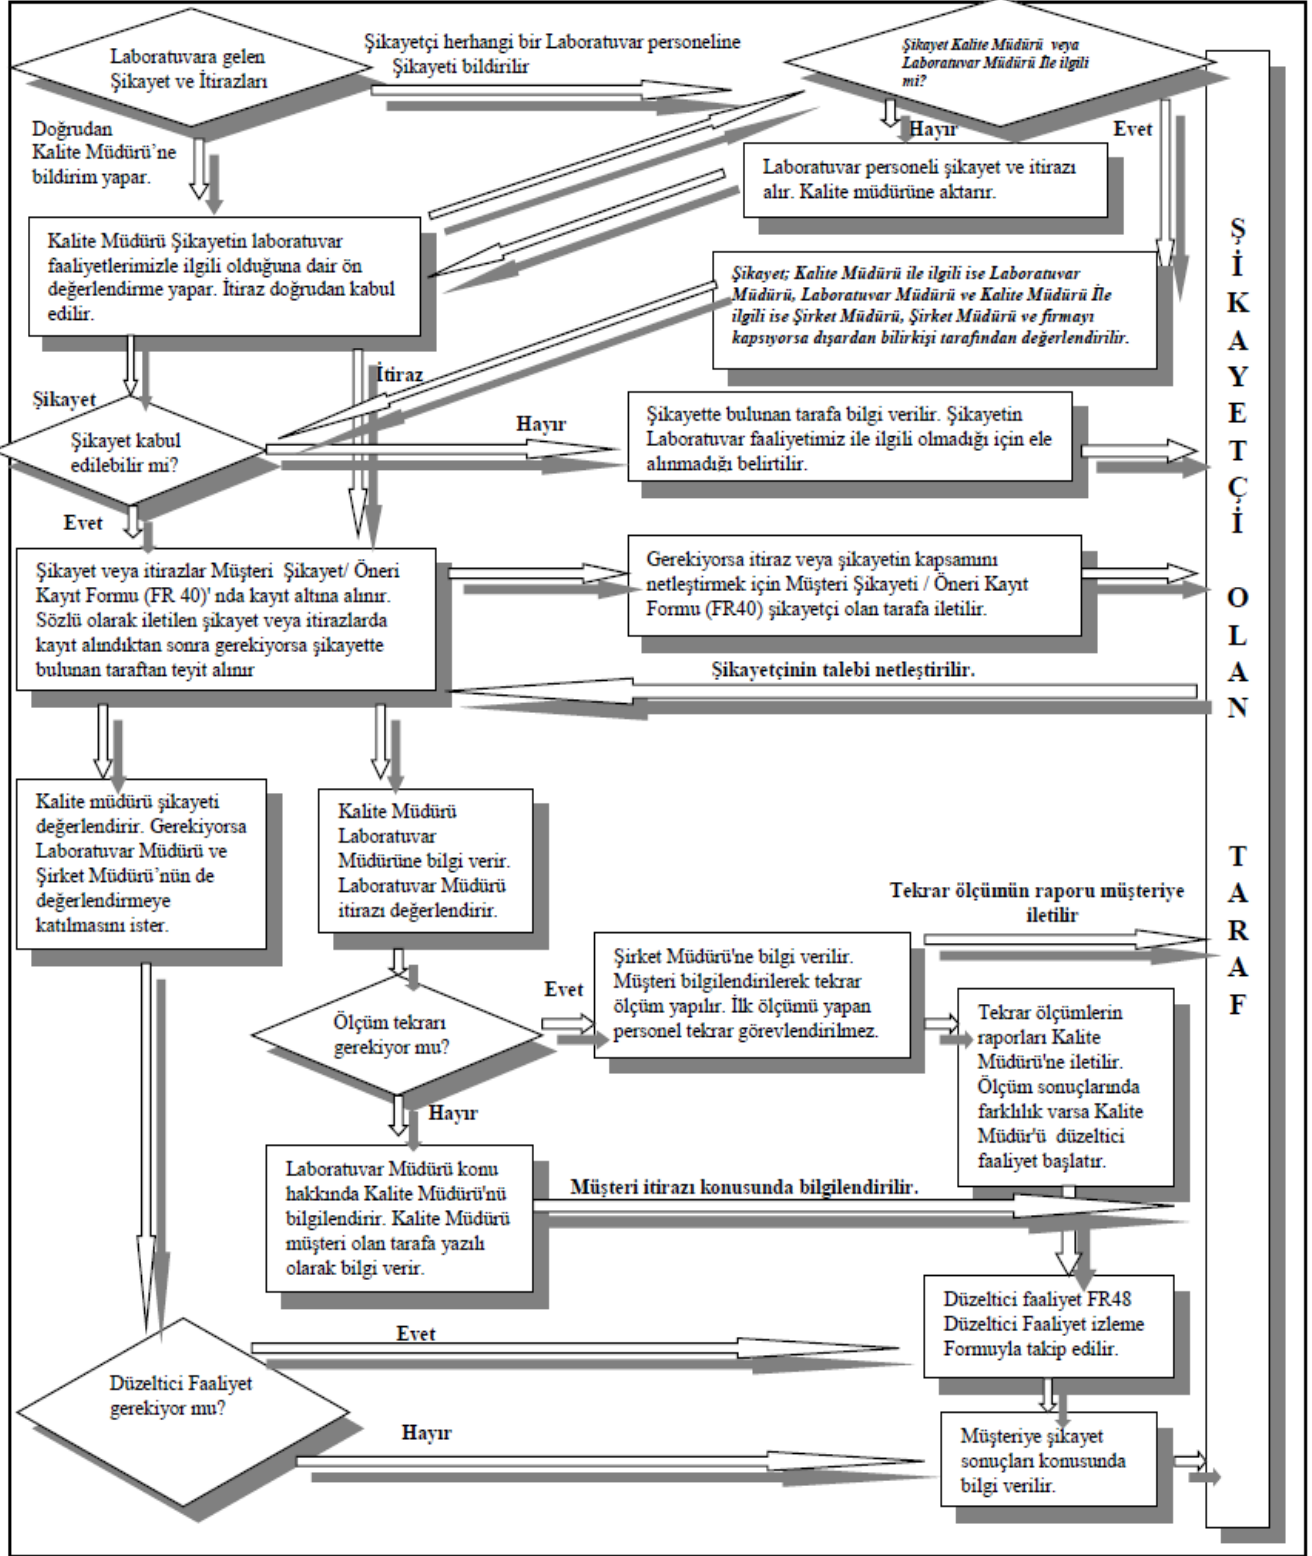 Laboratuvara gelen
Şikayet ve İtirazları
Şikayetçi herhangi bir Laboratuvar personeline
Şikayeti bildirilir
Şikayet Kalite Müdürü veya
Laboratuvar Müdürü İle ilgili
mi?
Doğrudan
Kalite Müdürü’ne
bildirim yapar.
Hayır
Evet
Laboratuvar personeli şikayet ve itirazı
alır. Kalite müdürüne aktarır.
Kalite Müdürü Şikayetin laboratuvar
faaliyetlerimizle ilgili olduğuna dair ön
değerlendirme yapar. İtiraz doğrudan kabul
edilir.
Şikayet; Kalite Müdürü ile ilgili ise Laboratuvar
Müdürü, Laboratuvar Müdürü ve Kalite Müdürü İle
ilgili ise Şirket Müdürü, Şirket Müdürü ve firmayı
kapsıyorsa dışardan bilirkişi tarafından değerlendirilir.
Şikayet
İtiraz
Şikayet kabul
edilebilir mi?
Hayır
Şikayette bulunan tarafa bilgi verilir. Şikayetin
Laboratuvar faaliyetimiz ile ilgili olmadığı için ele
alınmadığı belirtilir.
Evet
Şikayet veya itirazlar Müşteri Şikayet/ Öneri
Kayıt Formu (FR 40)' nda kayıt altına alınır.
Sözlü olarak iletilen şikayet veya itirazlarda
kayıt alındıktan sonra gerekiyorsa şikayette
bulunan taraftan teyit alınır
Gerekiyorsa itiraz veya şikayetin kapsamını
netleştirmek için Müşteri Şikayeti / Öneri Kayıt
Formu (FR40) şikayetçi olan tarafa iletilir.
Şikayetçinin talebi netleştirilir.
Kalite müdürü şikayeti
değerlendirir. Gerekiyorsa
Laboratuvar Müdürü ve
Şirket Müdürü’nün de
değerlendirmeye
katılmasını ister.
Kalite Müdürü
Laboratuvar
Müdürüne bilgi verir.
Laboratuvar Müdürü
itirazı değerlendirir.
Tekrar ölçümün raporu müşteriye
iletilir
Ölçüm tekrarı
gerekiyor mu?
Evet
Şirket Müdürü'ne bilgi verilir.
Müşteri bilgilendirilerek tekrar
ölçüm yapılır. İlk ölçümü yapan
personel tekrar görevlendirilmez.
Tekrar ölçümlerin
raporları Kalite
Müdürü'ne iletilir.
Ölçüm sonuçlarında
farklılık varsa Kalite
Müdür'ü düzeltici
faaliyet başlatır.
Hayır
Laboratuvar Müdürü konu
hakkında Kalite Müdürü'nü
bilgilendirir. Kalite Müdürü
müşteri olan tarafa yazılı
olarak bilgi verir.
Müşteri itirazı konusunda bilgilendirilir.
Düzeltici faaliyet FR48
Düzeltici Faaliyet izleme
Formuyla takip edilir.
Evet
Düzeltici Faaliyet
gerekiyor mu?
Hayır
Müşteriye şikayet
sonuçları konusunda
bilgi verilir.
ŞİKAYETÇİ OLAN TARAF